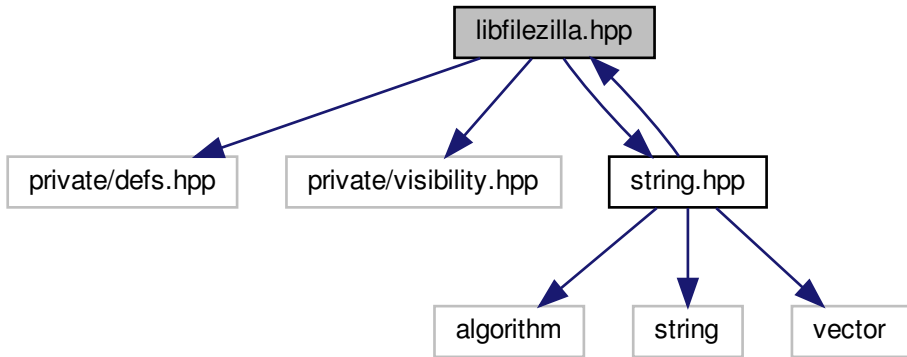 libfilezilla.hpp
private/defs.hpp
private/visibility.hpp
string.hpp
algorithm
string
vector